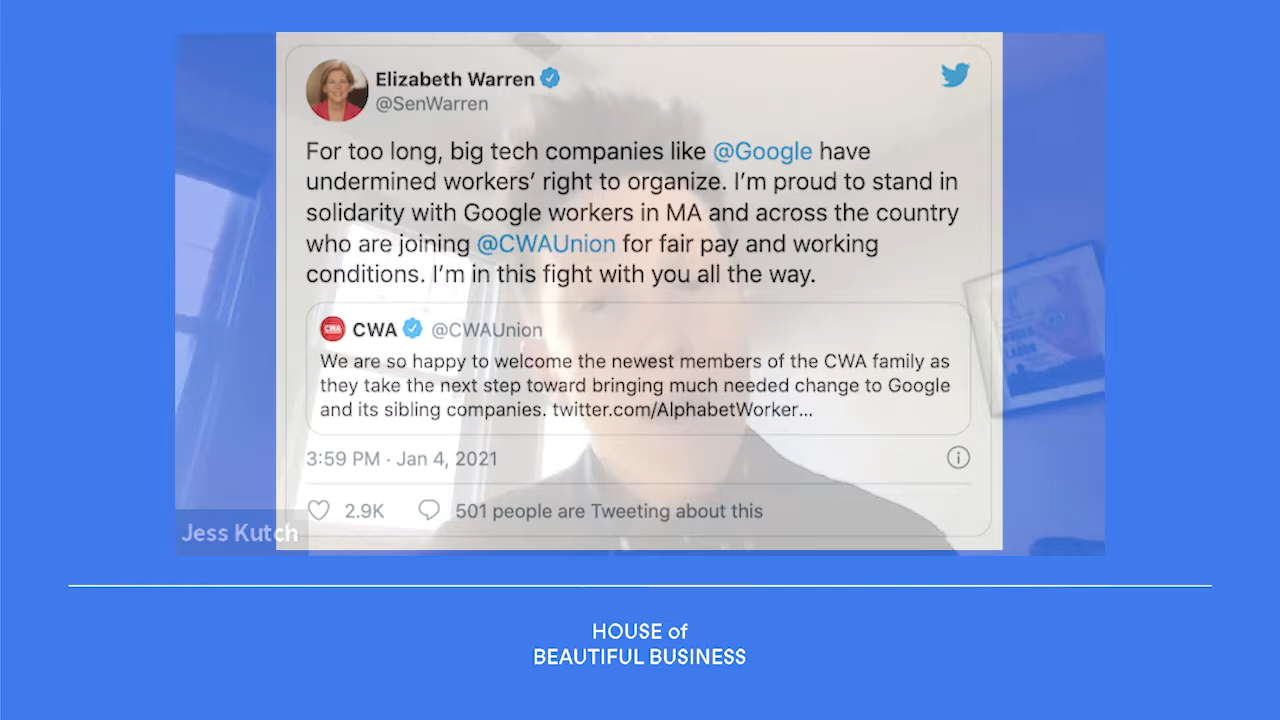 Elizabeth Warren
@SenWarren
For too long, big tech companies like @Google have
undermined workers’ right to organize. I’m proud to stand in
solidarity with Google workers in MA and across the country
who are joining @CWAUnion for fair pay and working
conditions. I’m in this fight with you all the way.
CWA CWA @CWAUnion
We are so happy to welcome the newest members of the CWA family as
they take the next step toward bringing much needed change to Google
and its sibling companies. twitter.com/AlphabetWorker...
3:59 PM · Jan 4, 2021
2.9K 501 people are Tweeting about this
Jess Kutch
HOUSE of
BEAUTIFUL BUSINESS